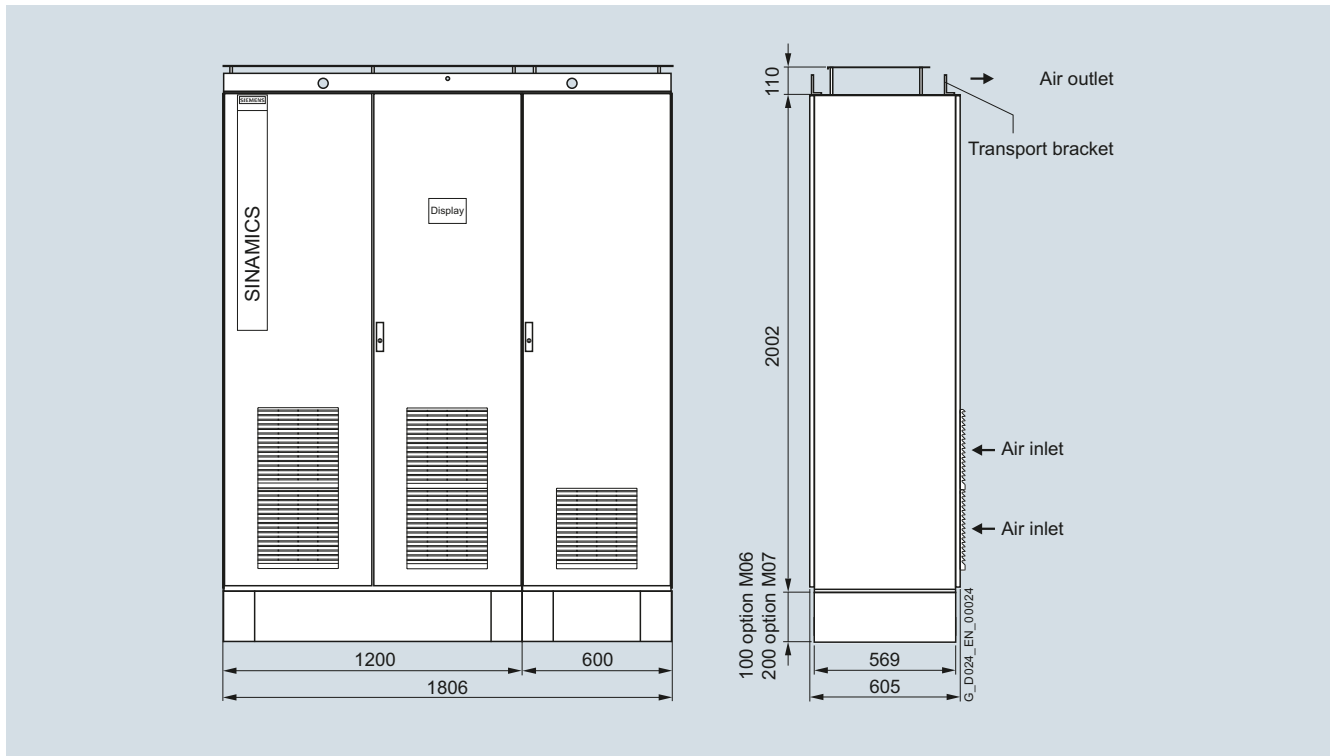 SIEMENS
SINAMICS
Display
1200
600
1806
110
Air outlet
Transport bracket
2002
Air inlet
Air inlet
100 option M06
200 option M07
569
605
G_D024_EN_00024